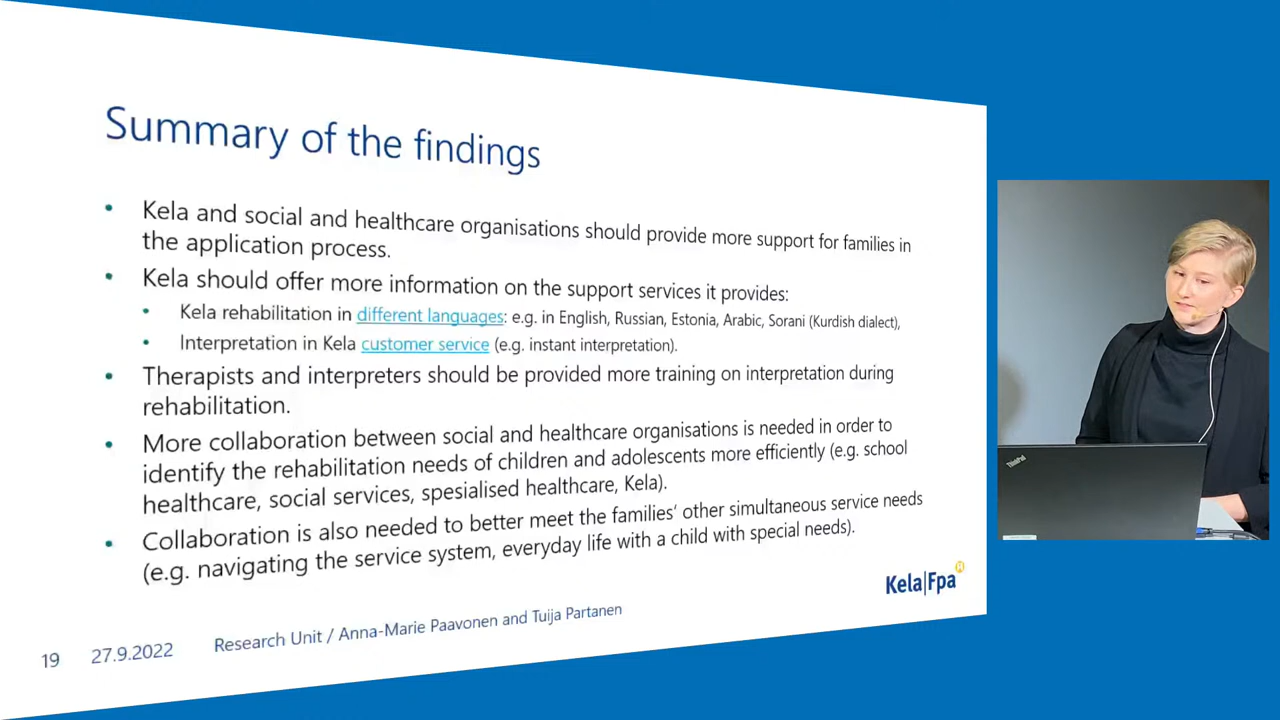 Summary of the findings
• Kela and social and healthcare organisations should provide more support for families in
the application process.
• Kela should offer more information on the support services it provides:
• Kela rehabilitation in different languages: e.g. in English, Russian, Estonia, Arabic, Sorani (Kurdish dialect),
• Interpretation in Kela customer service (e.g. instant interpretation).
• Therapists and interpreters should be provided more training on interpretation during
rehabilitation.
• More collaboration between social and healthcare organisations is needed in order to
identify the rehabilitation needs of children and adolescents more efficiently (e.g. school
healthcare, social services, spesialised healthcare, Kela).
• Collaboration is also needed to better meet the families’ other simultaneous service needs
(e.g. navigating the service system, everyday life with a child with special needs).
Kela|Fpa
19 27.9.2022 Research Unit / Anna-Marie Paavonen and Tuija Partanen
ThinkPad